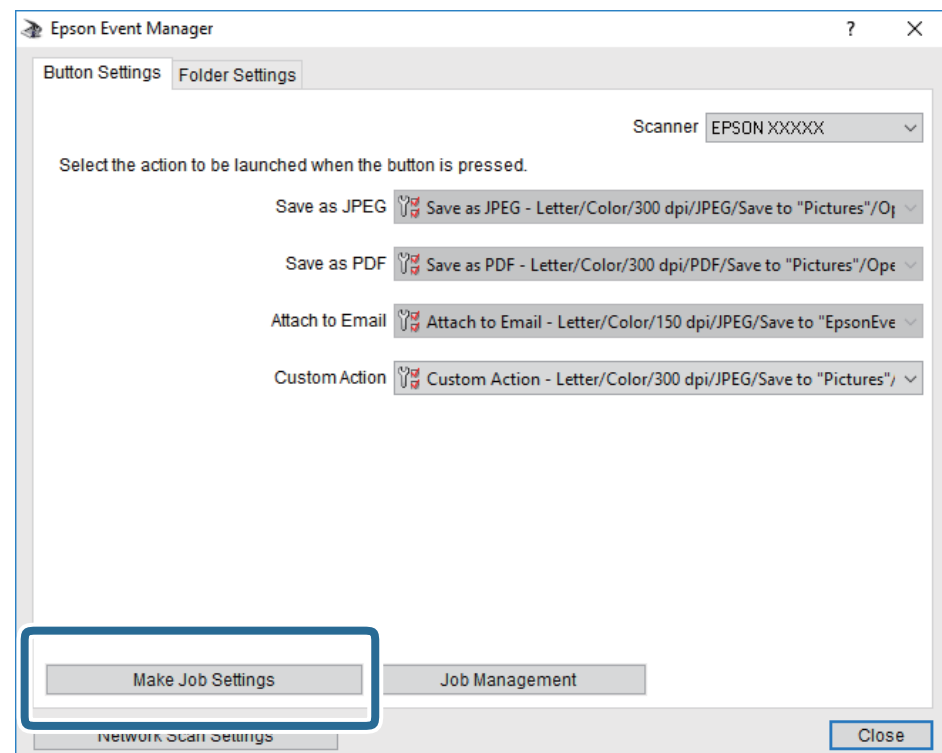 Epson Event Manager
Button Settings Folder Settings
Scanner EPSON XXXXX
Select the action to be launched when the button is pressed.
Save as JPEG Save as JPEG - Letter/Color/300 dpi/JPEG/Save to "Pictures"/Op
Save as PDF Save as PDF - Letter/Color/300 dpi/PDF/Save to "Pictures"/Ope
Attach to Email Attach to Email - Letter/Color/150 dpi/JPEG/Save to "EpsonEve
Custom Action Custom Action - Letter/Color/300 dpi/JPEG/Save to "Pictures"/
Make Job Settings Job Management
Network Scan Settings Close